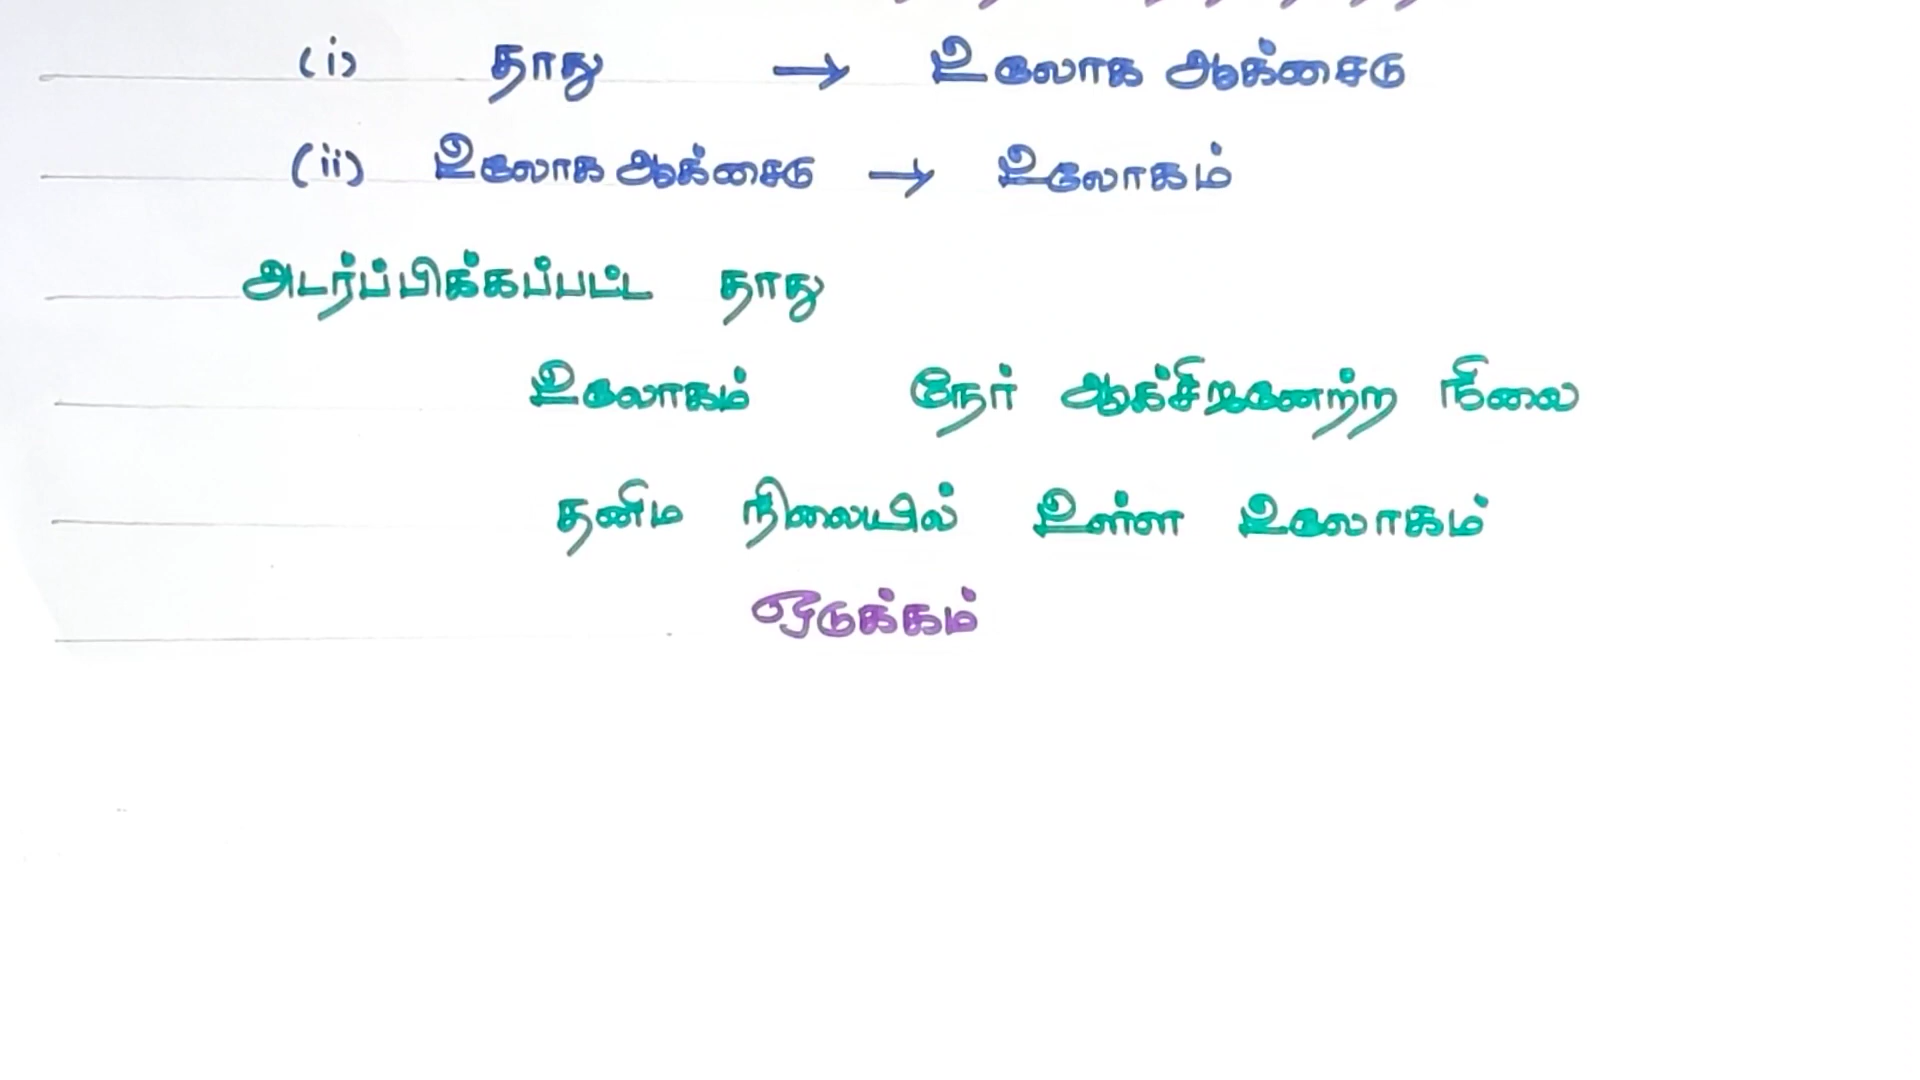 (i) தாது → உலோக ஆக்சைடு
(ii) உலோக ஆக்சைடு → உலோகம்
அடர்ப்பிக்கப்பட்ட தாது
உலோகம் நேர் ஆக்சிஜனேற்ற நிலை
தனிம நிலையில் உள்ள உலோகம்
ஒடுக்கம்